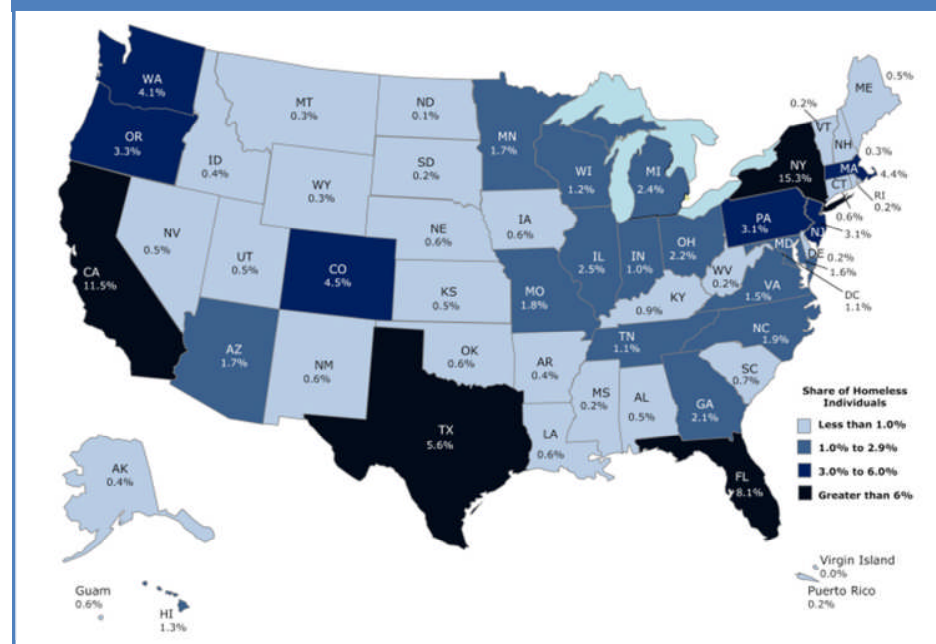 WA
4.1%
OR
3.3%
CA
11.5%
ID
0.4%
NV
0.5%
MT
0.3%
WY
0.3%
UT
0.5%
AZ
1.7%
CO
4.5%
NM
0.6%
ND
0.1%
SD
0.2%
NE
0.6%
KS
0.5%
OK
0.6%
TX
5.6%
MN
1.7%
IA
0.6%
MO
1.8%
AR
0.4%
LA
0.6%
WI
1.2%
IL
2.5%
MS
0.2%
MI
2.4%
IN
1.0%
OH
2.2%
KY
0.9%
TN
1.1%
AL
0.5%
GA
2.1%
FL
8.1%
SC
0.7%
NC
1.9%
VA
1.5%
WV
0.2%
PA
3.1%
NY
15.3%
VT
0.2%
NH
0.3%
ME
0.5%
MA
4.4%
RI
0.2%
CT
0.6%
NJ
3.1%
DE
0.2%
MD
1.6%
DC
1.1%
Share of Homeless
Individuals
Less than 1.0%
1.0% to 2.9%
3.0% to 6.0%
Greater than 6%
AK
0.4%
Guam
0.6%
HI
1.3%
Virgin Island
0.0%
Puerto Rico
0.2%